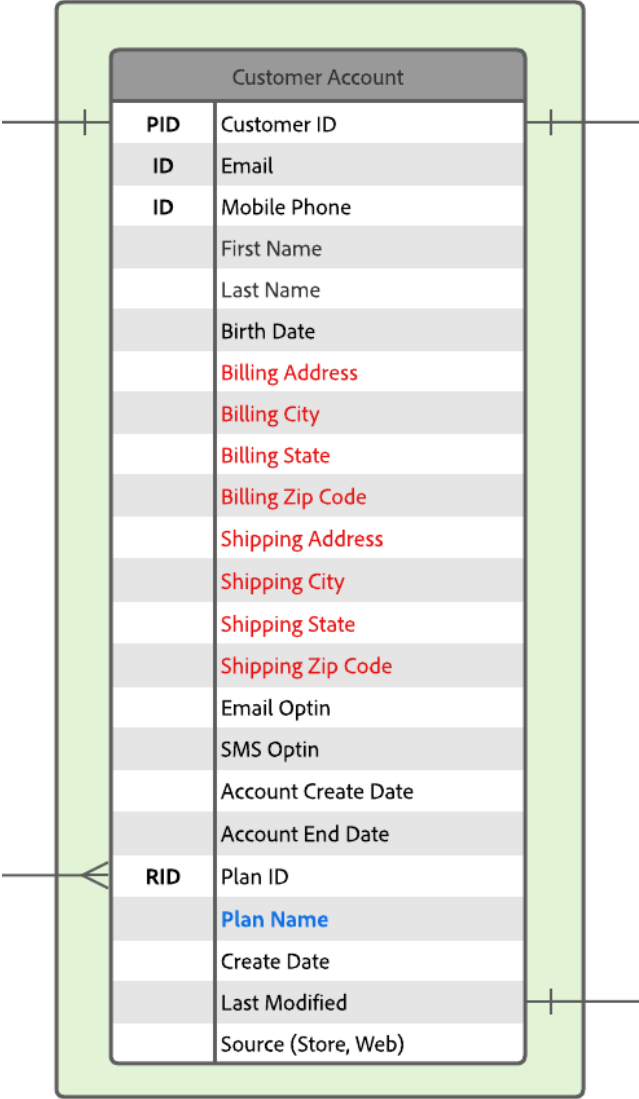 Customer Account
PID Customer ID
ID Email
ID Mobile Phone
First Name
Last Name
Birth Date
Billing Address
Billing City
Billing State
Billing Zip Code
Shipping Address
Shipping City
Shipping State
Shipping Zip Code
Email Optin
SMS Optin
Account Create Date
Account End Date
RID Plan ID
Plan Name
Create Date
Last Modified
Source (Store, Web)